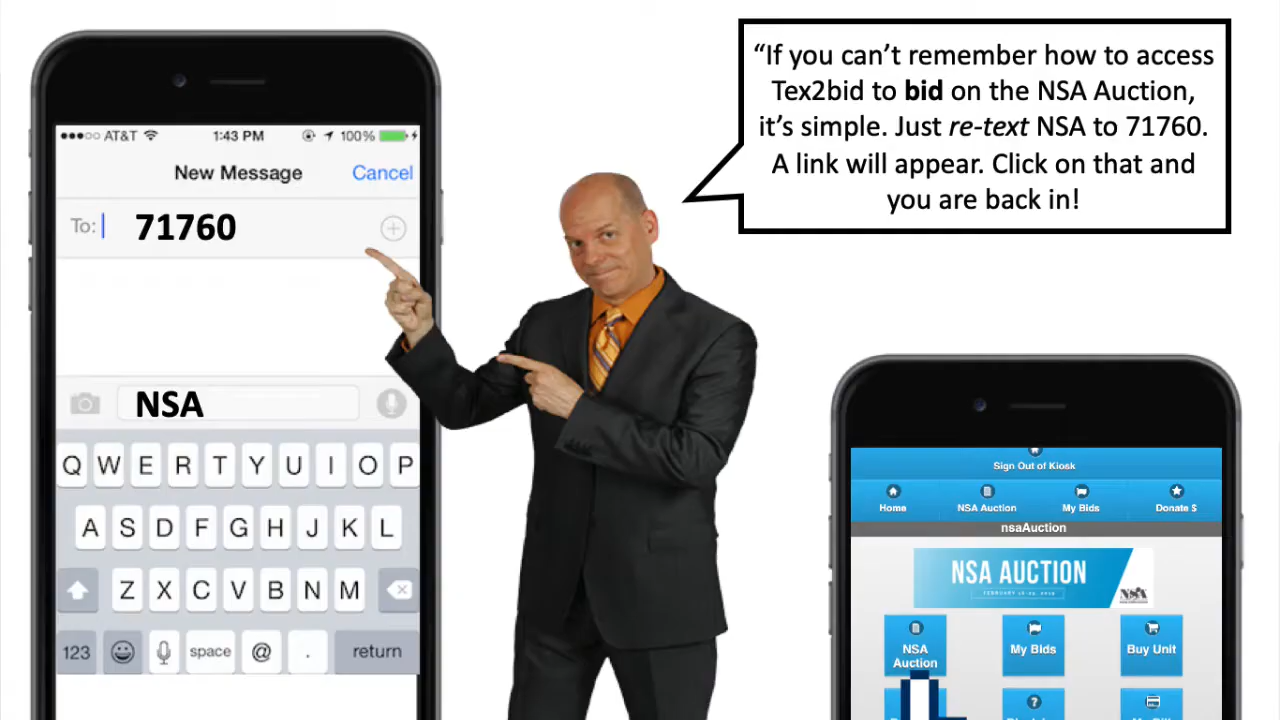 “If you can’t remember how to access
Tex2bid to bid on the NSA Auction,
it’s simple. Just re-text NSA to 71760.
A link will appear. Click on that and
you are back in!
AT&T 1:43 PM 100%
New Message Cancel
To: 71760
NSA
Q W E R T Y U I O P
A S D F G H J K L
Z X C V B N M
123 space @ . return
Sign Out of Kiosk
Home NSA Auction My Bids Donate $
nsaAuction
NSA AUCTION
NSA
NSA
Auction
My Bids
Buy Unit